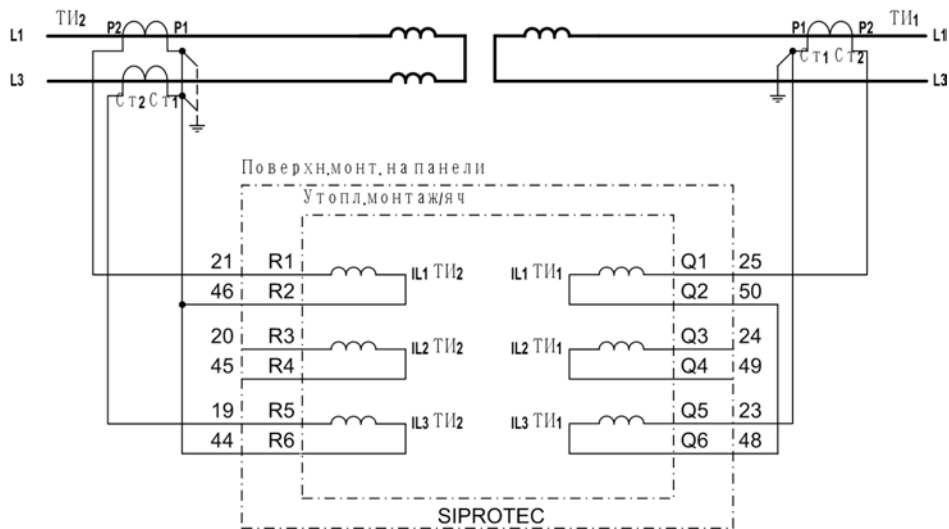 ТИ2 ТИ1
P2 P1 P1 P2
L1 L1
Ст1 Ст2
L3 L3
Ст2 Ст1
Поверхн.монт. на панели
Утопл.монтаж/яч
21 R1 IL1 ТИ2 IL1 ТИ1 Q1 25
46 R2 Q2 50
20 R3 IL2 ТИ2 IL2 ТИ1 Q3 24
45 R4 Q4 49
19 R5 IL3 ТИ2 IL3 ТИ1 Q5 23
44 R6 Q6 48
SIPROTEC